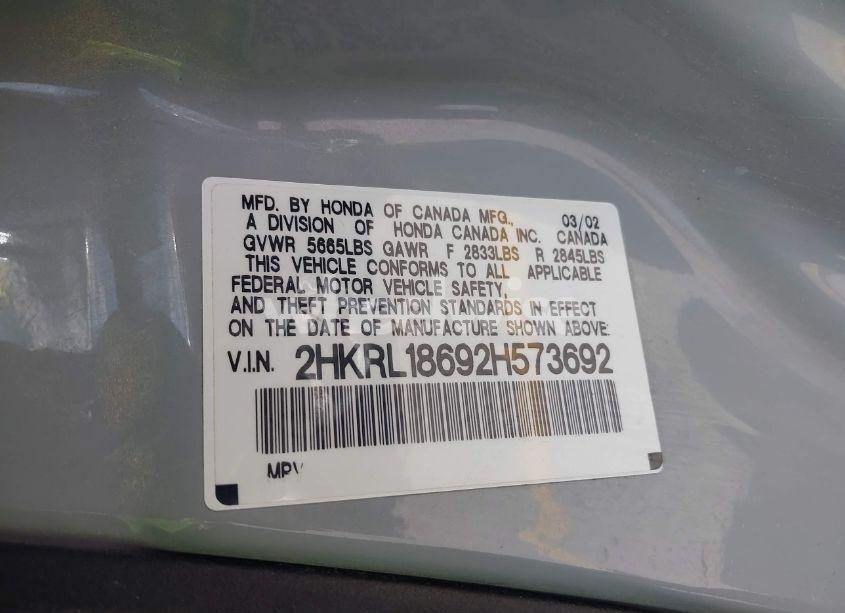 MFD. BY HONDA OF CANADA MFG., 03/02
A DIVISION OF HONDA CANADA INC. CANADA
GVWR 5665LBS GAWR F 2833LBS R 2845LBS
THIS VEHICLE CONFORMS TO ALL APPLICABLE
FEDERAL MOTOR VEHICLE SAFETY,
AND THEFT PREVENTION STANDARDS IN EFFECT
ON THE DATE OF MANUFACTURE SHOWN ABOVE:
V.I.N. 2HKRL18692H573692
MPV